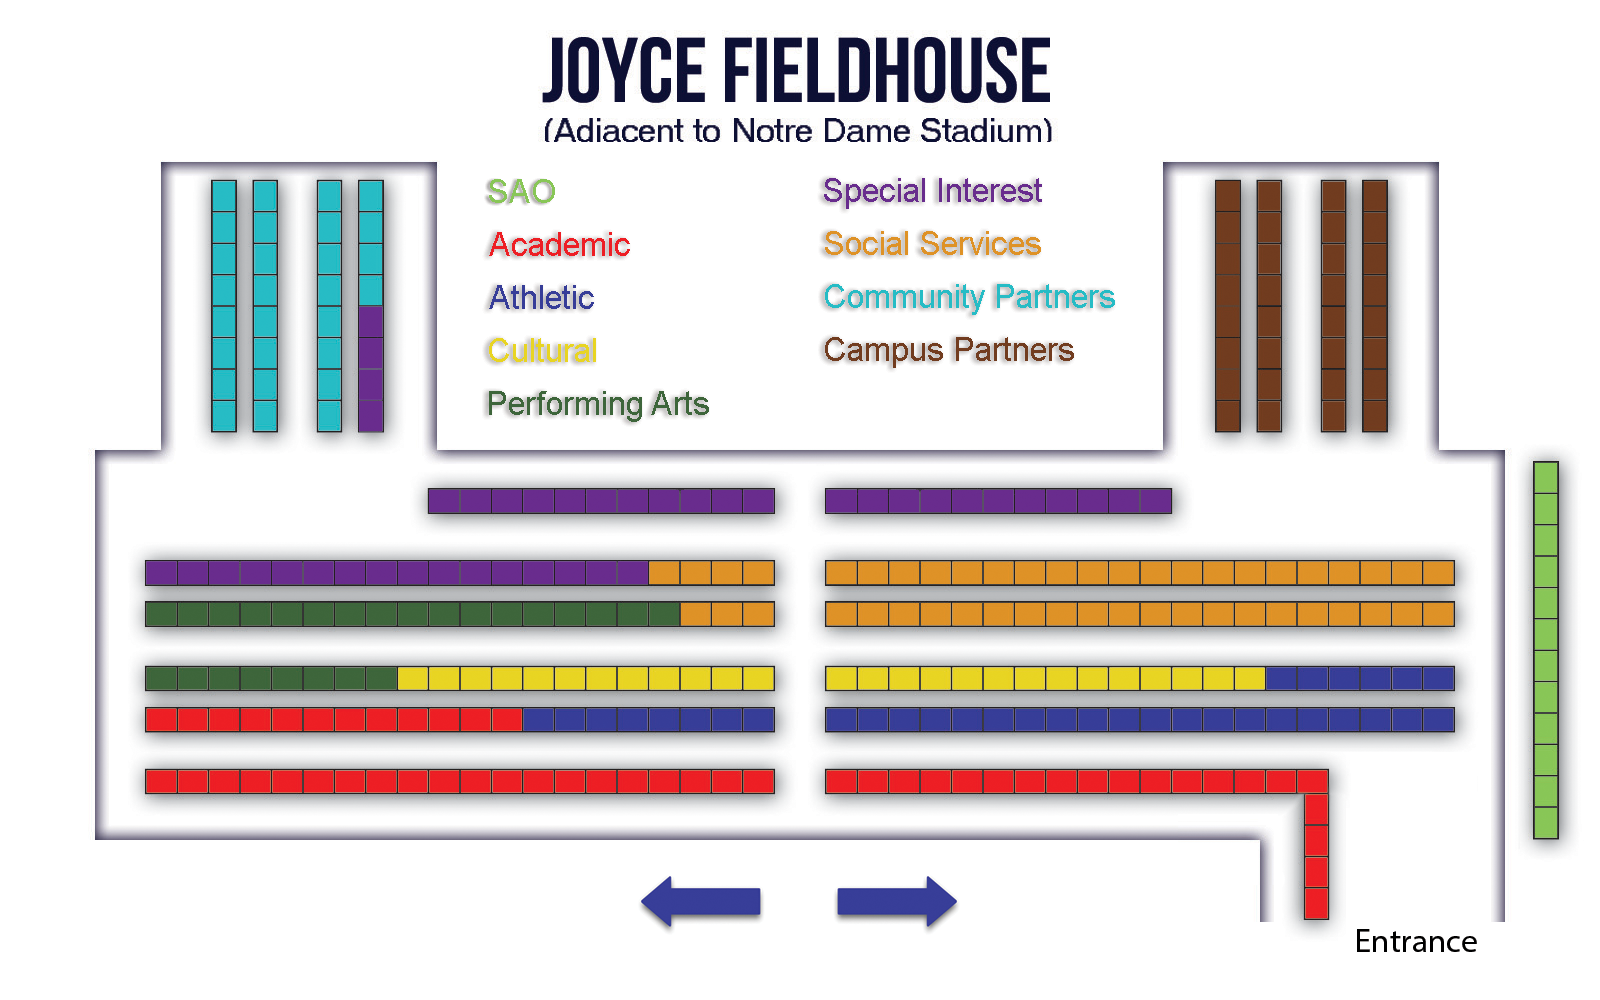 JOYCE FIELDHOUSE
(Adiacent to Notre Dame Stadium)
SAO
Academic
Athletic
Cultural
Performing Arts
Special Interest
Social Services
Community Partners
Campus Partners
Entrance